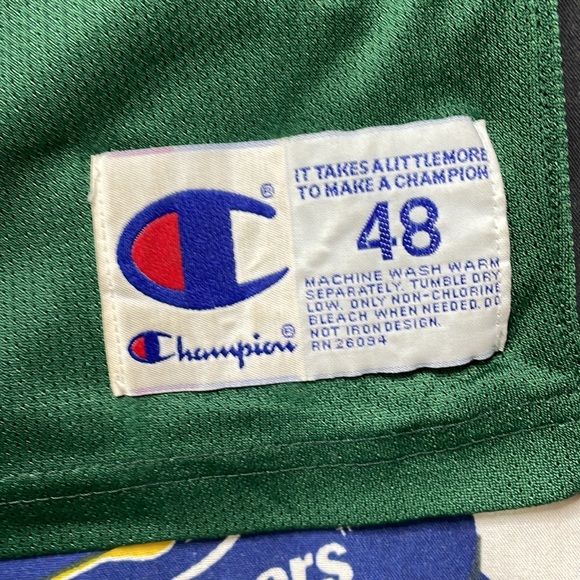 ®
Champion®
IT TAKES A LITTLE MORE
TO MAKE A CHAMPION
48
MACHINE WASH WARM
SEPARATELY. TUMBLE DRY
LOW. ONLY NON-CHLORINE
BLEACH WHEN NEEDED. DO
NOT IRON DESIGN.
RN 26094
ers